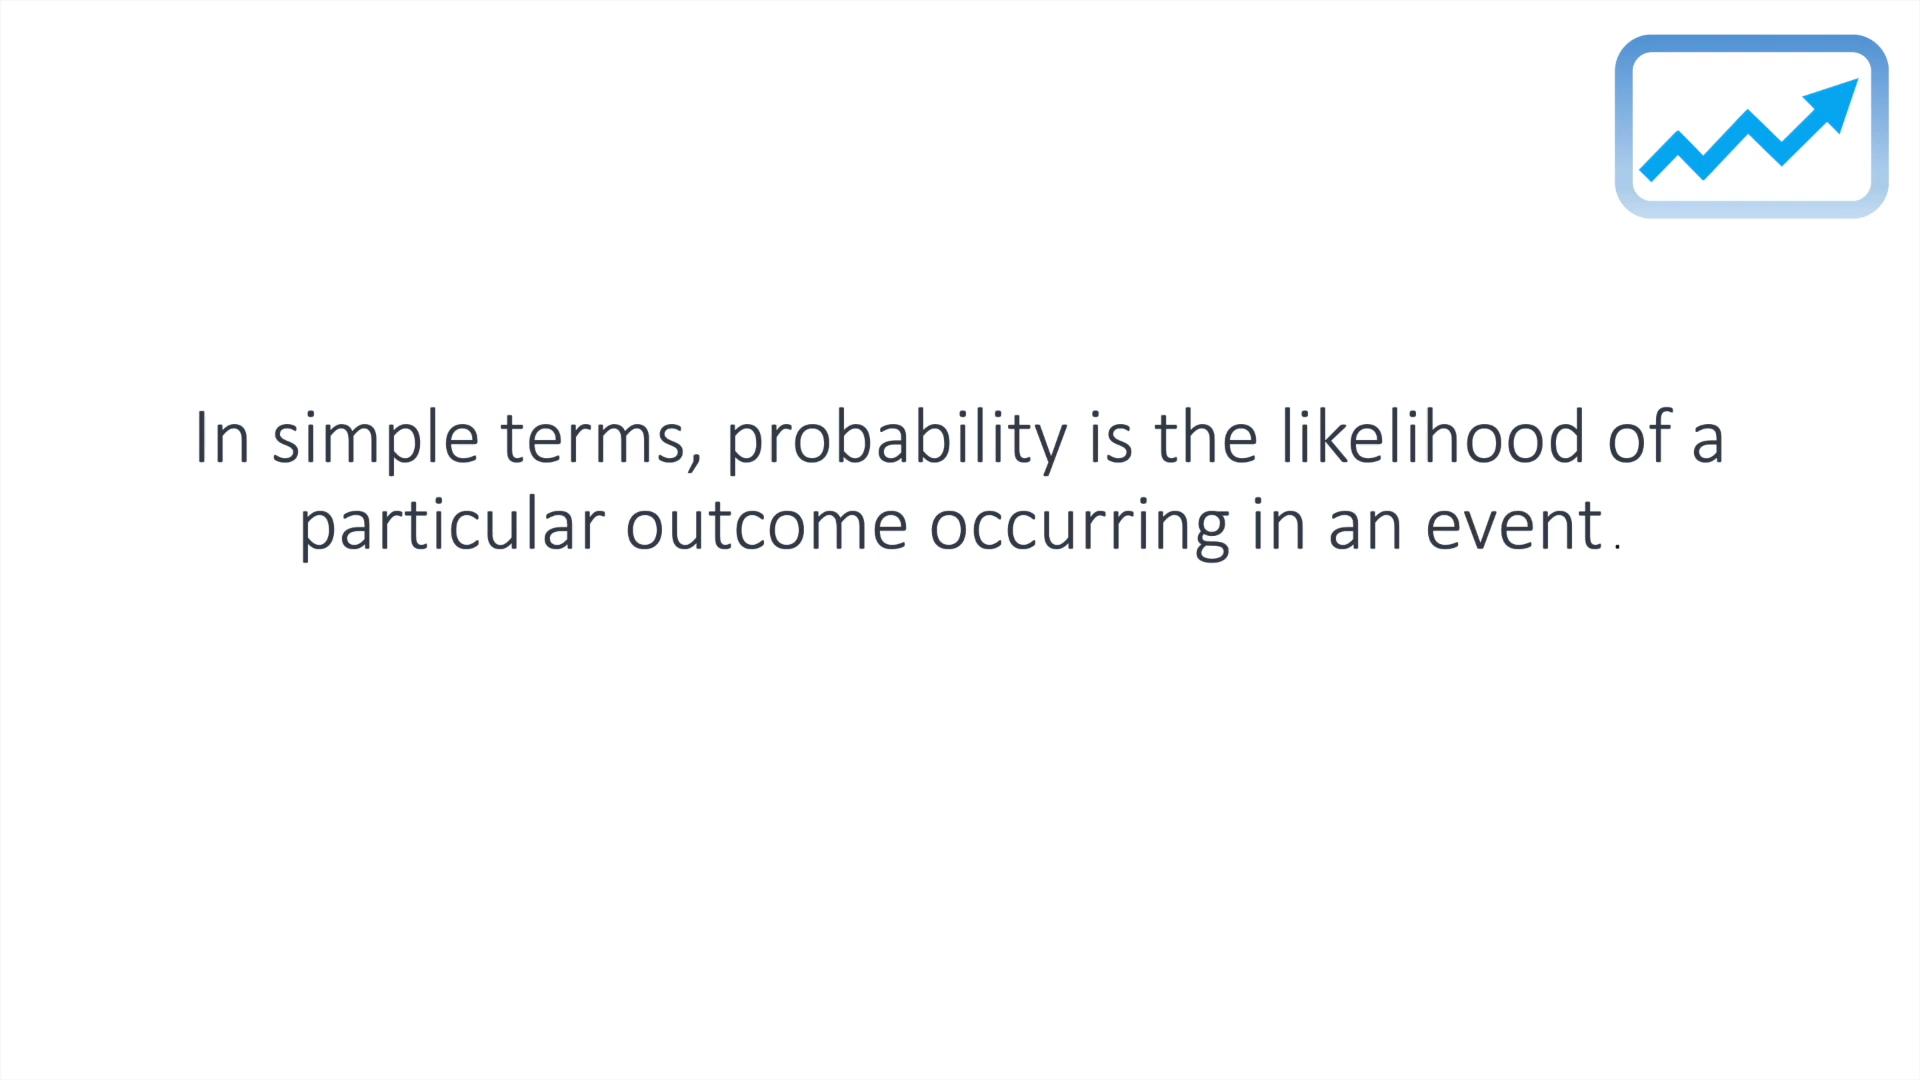 In simple terms, probability is the likelihood of a
particular outcome occurring in an event.